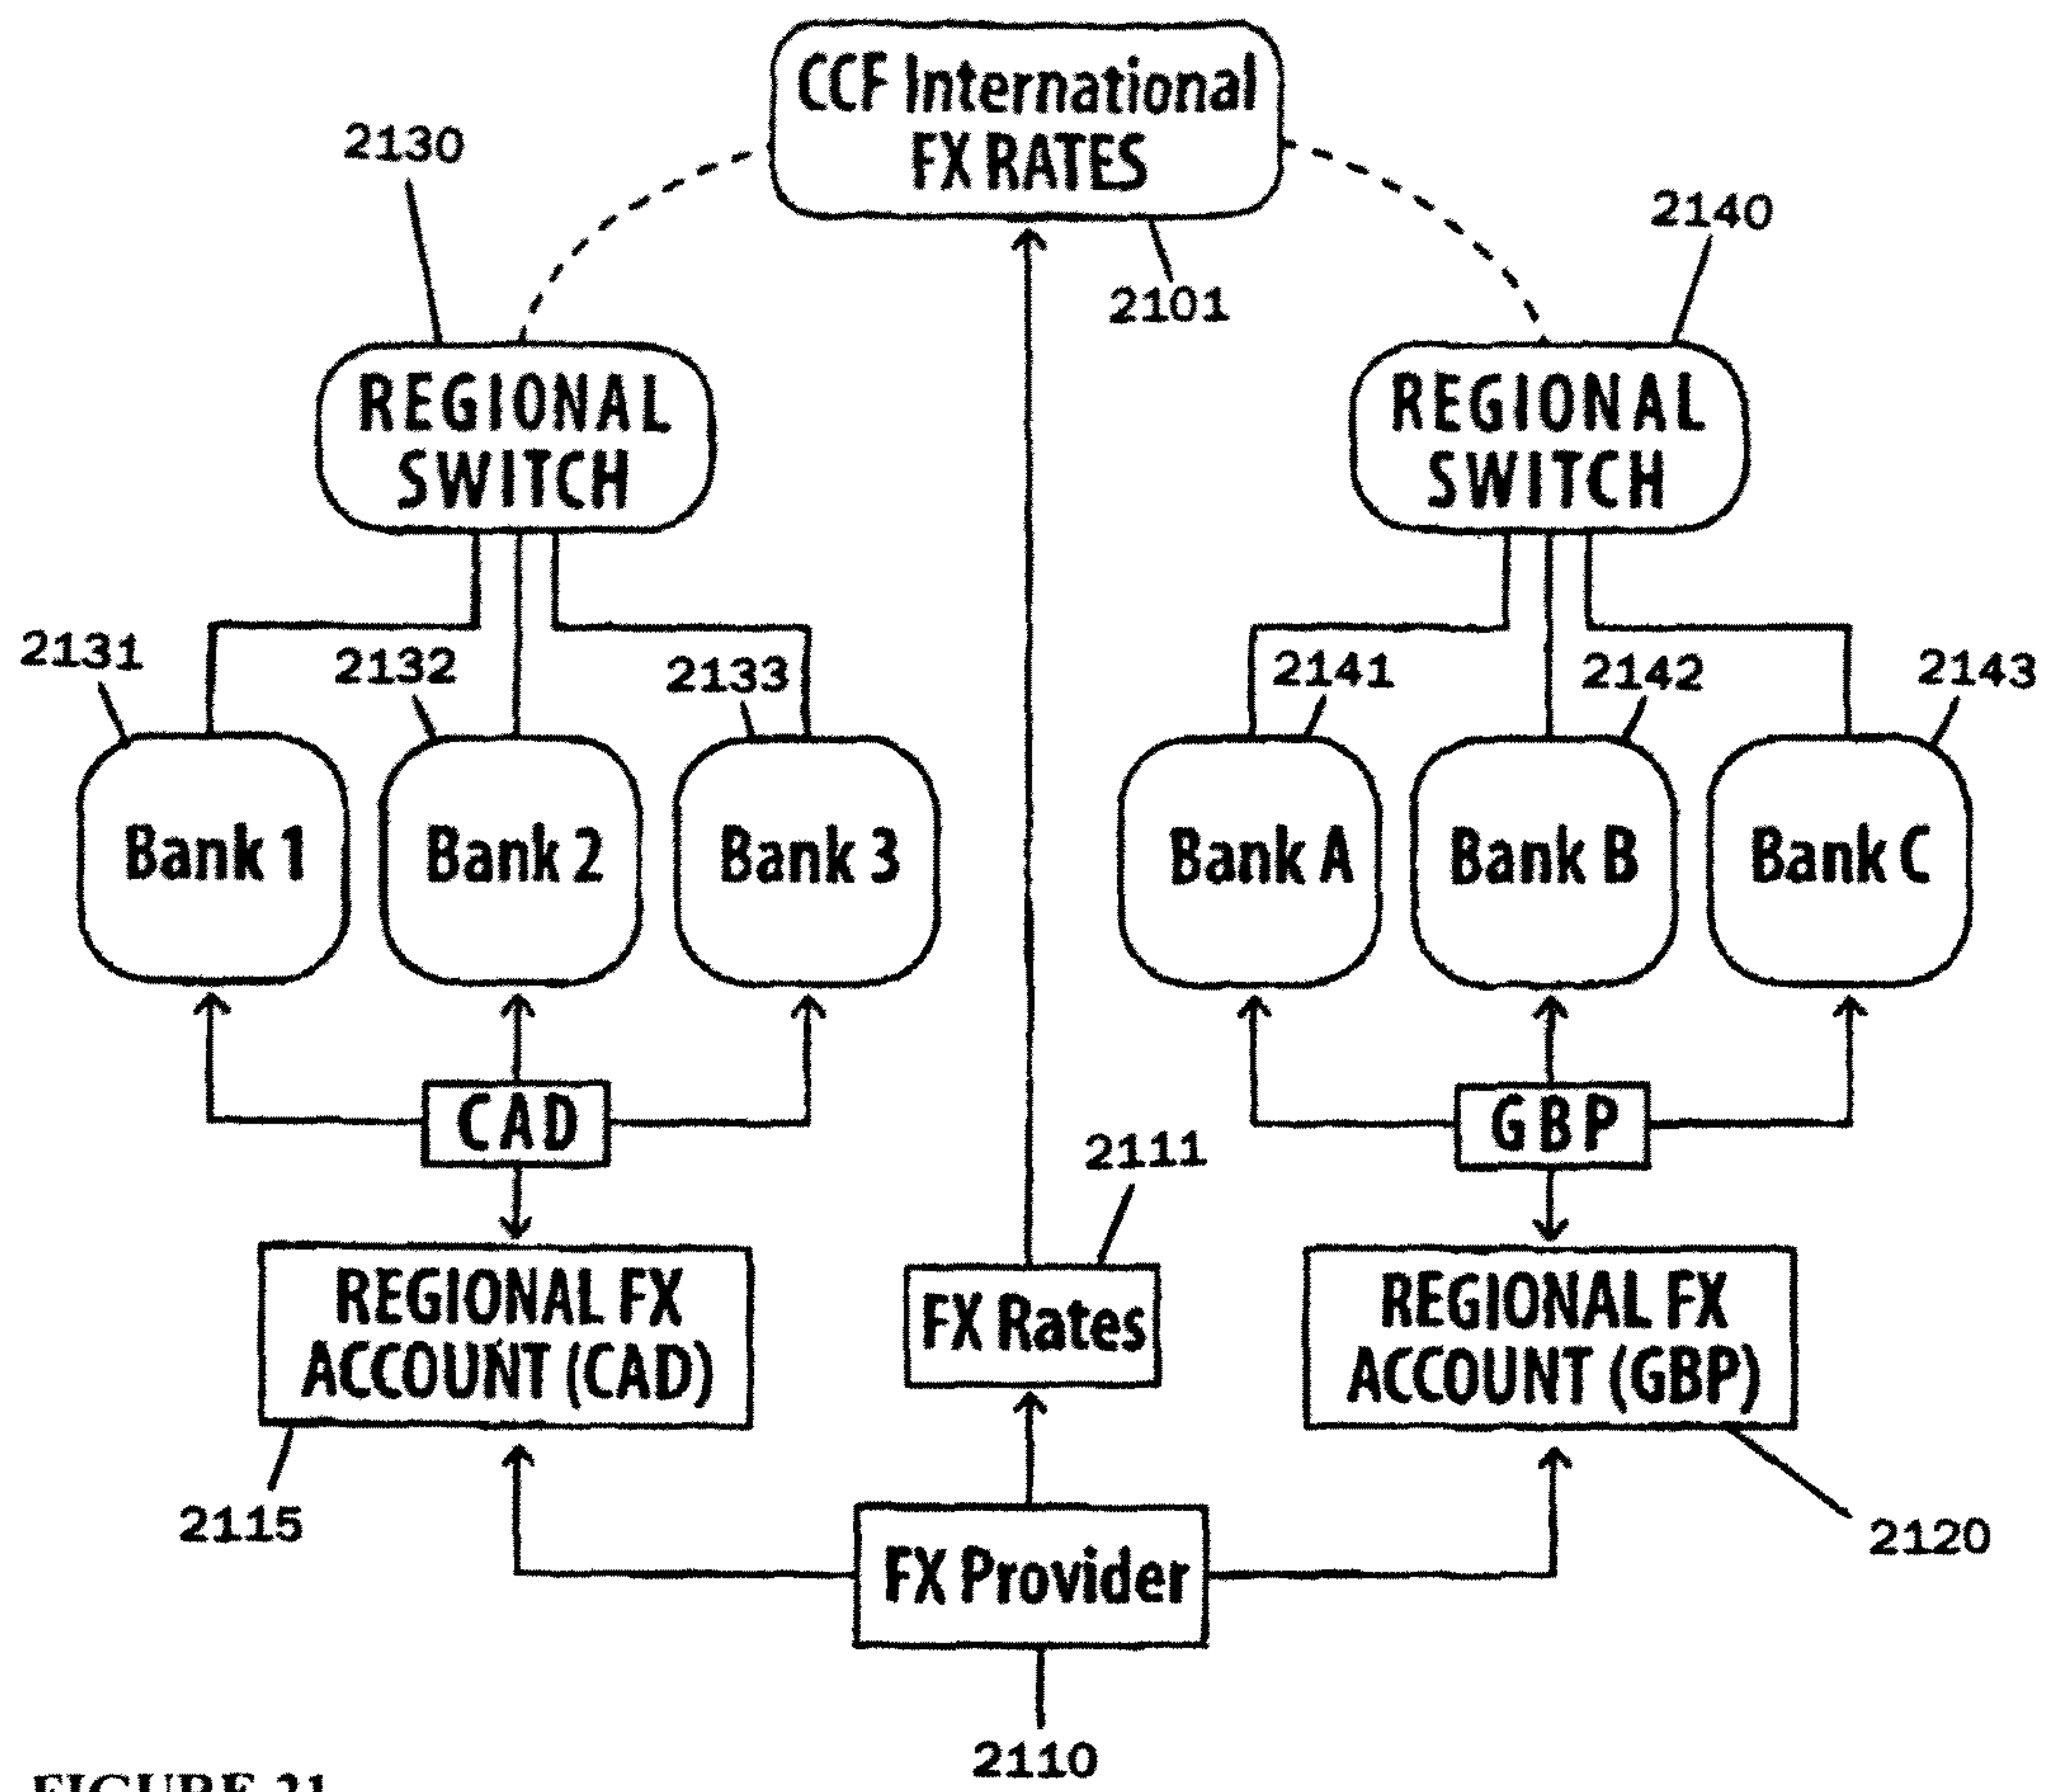 CCF International
FX RATES
2130
2140
2101
REGIONAL
SWITCH
REGIONAL
SWITCH
2131
2132
2133
2141
2142
2143
Bank 1
Bank 2
Bank 3
Bank A
Bank B
Bank C
CAD
GBP
2111
REGIONAL FX
ACCOUNT (CAD)
FX Rates
REGIONAL FX
ACCOUNT (GBP)
2115
2120
FX Provider
2110
FIGURE 21